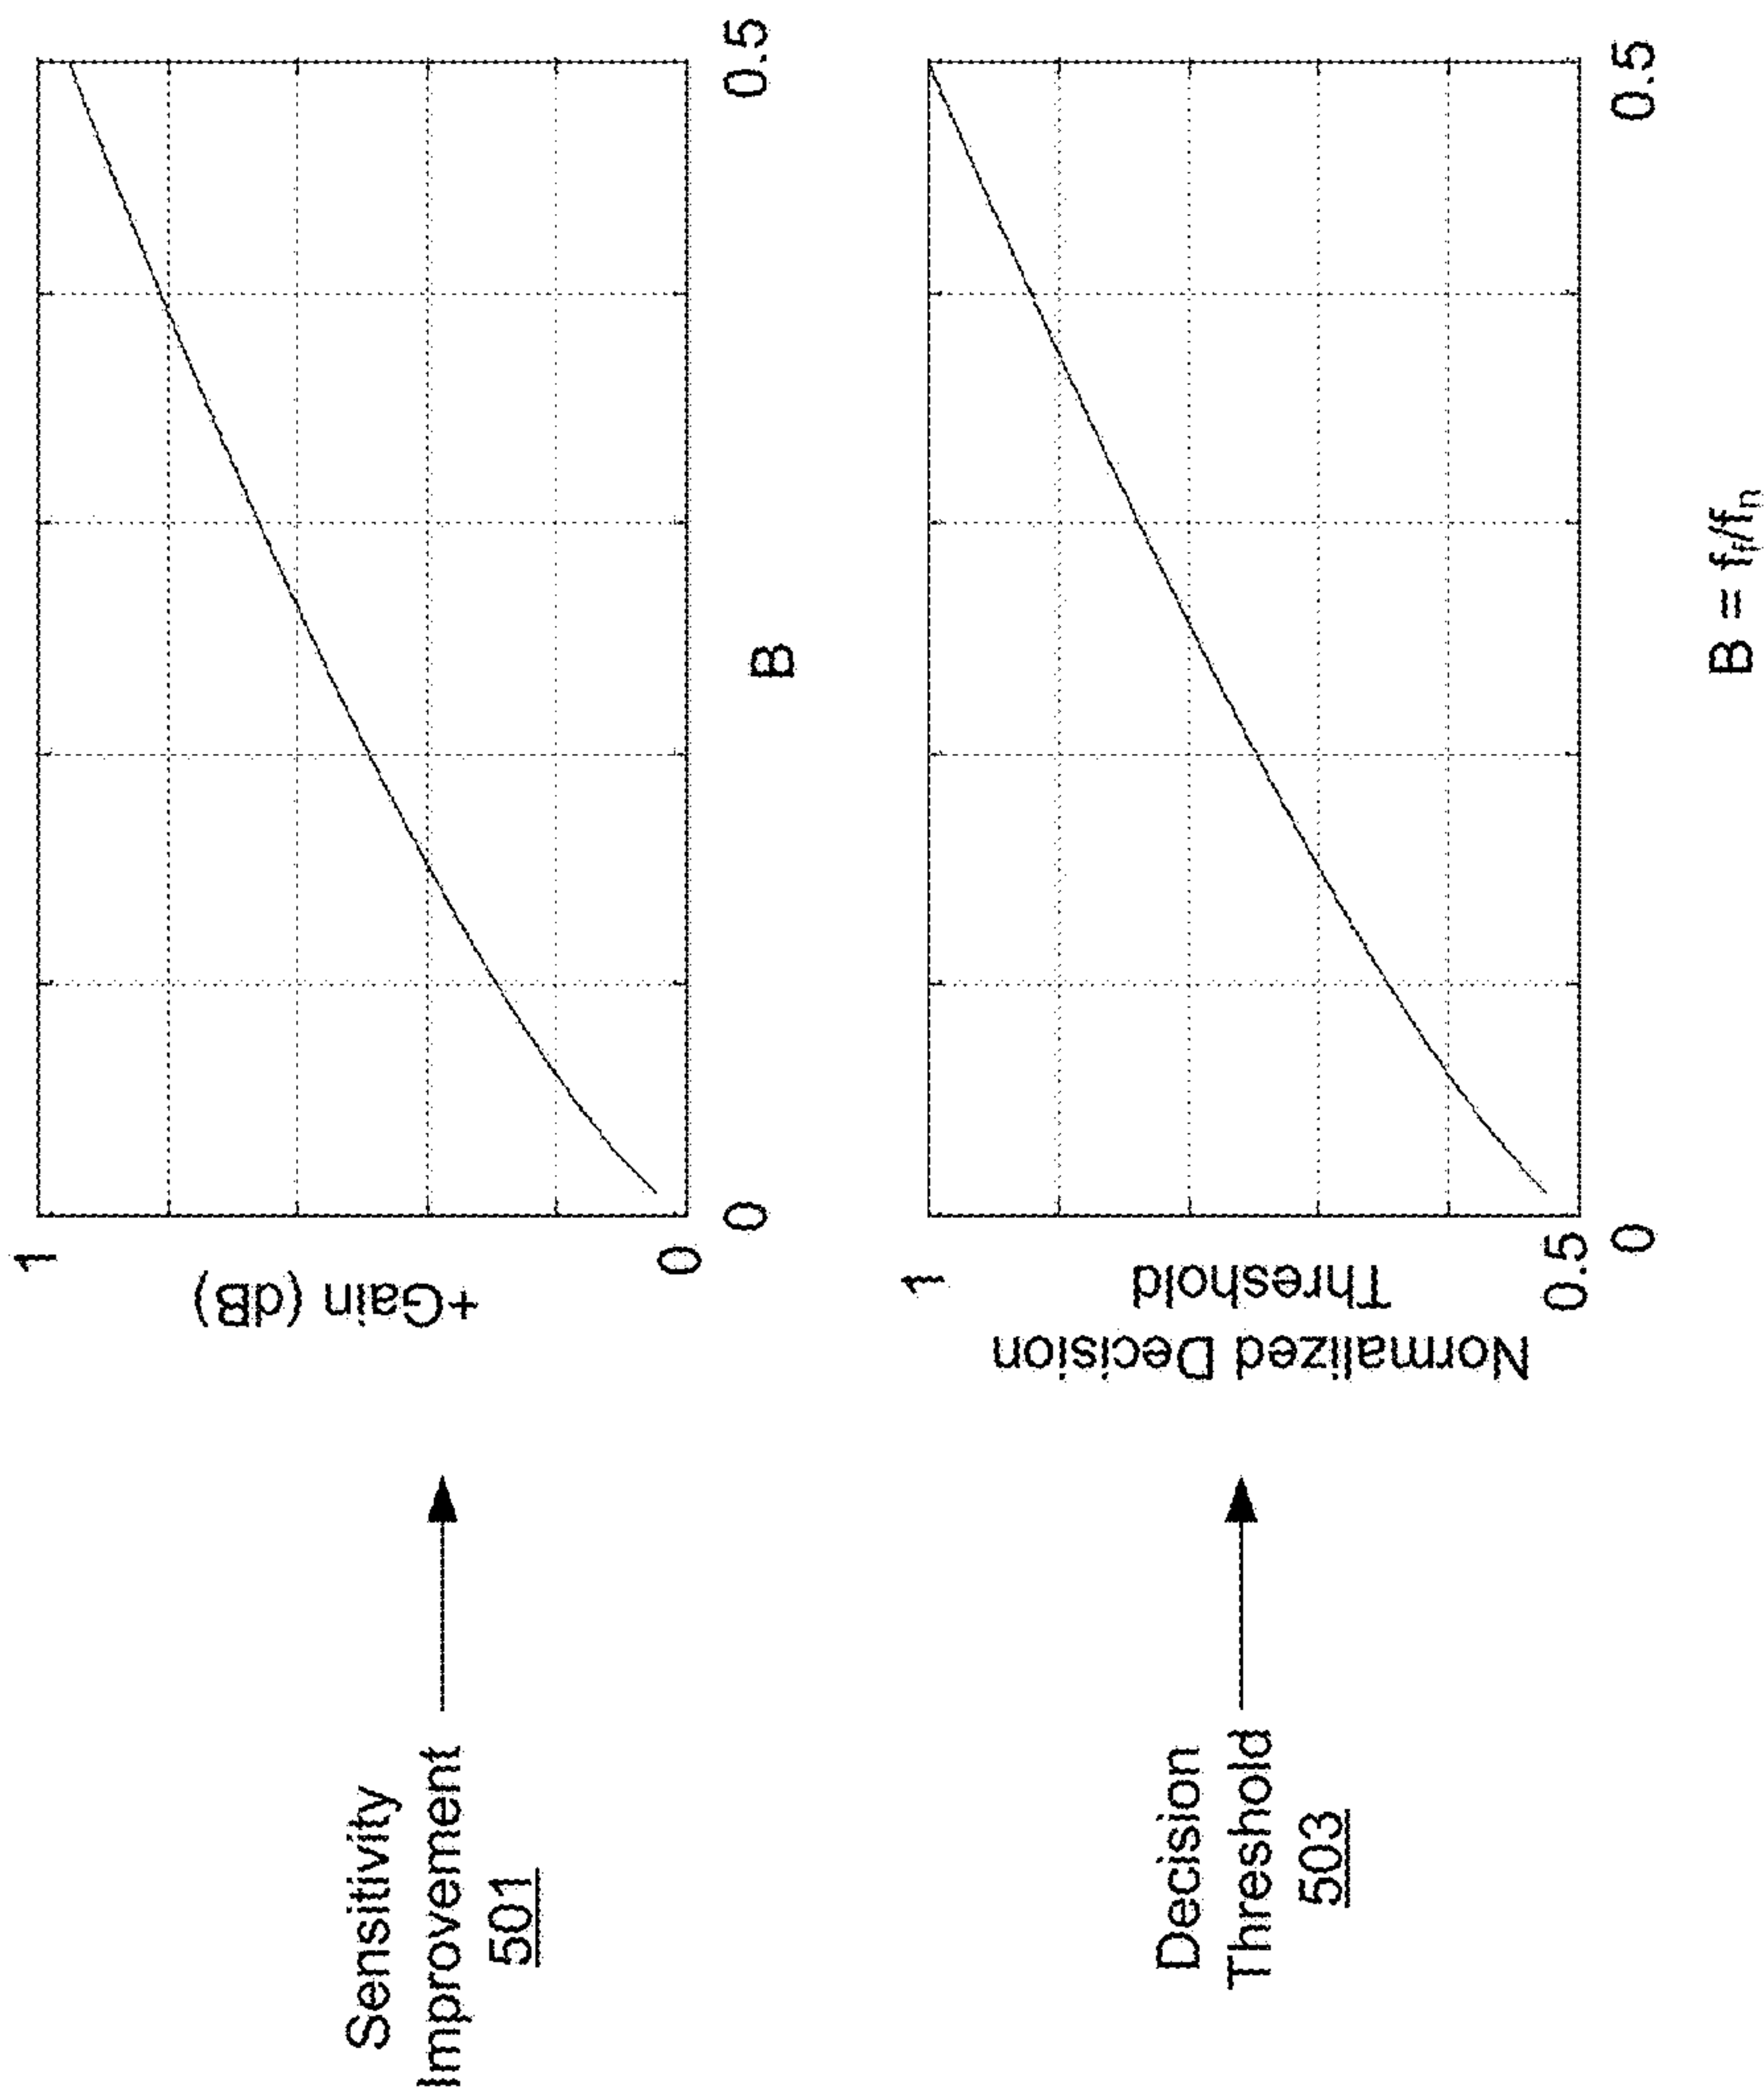 Sensitivity
Improvement
501
+Gain (dB)
1
0
0
0.5
B
Decision
Threshold
503
Normalized Decision
Threshold
1
0.5
0
0.5
B = f_f/f_n